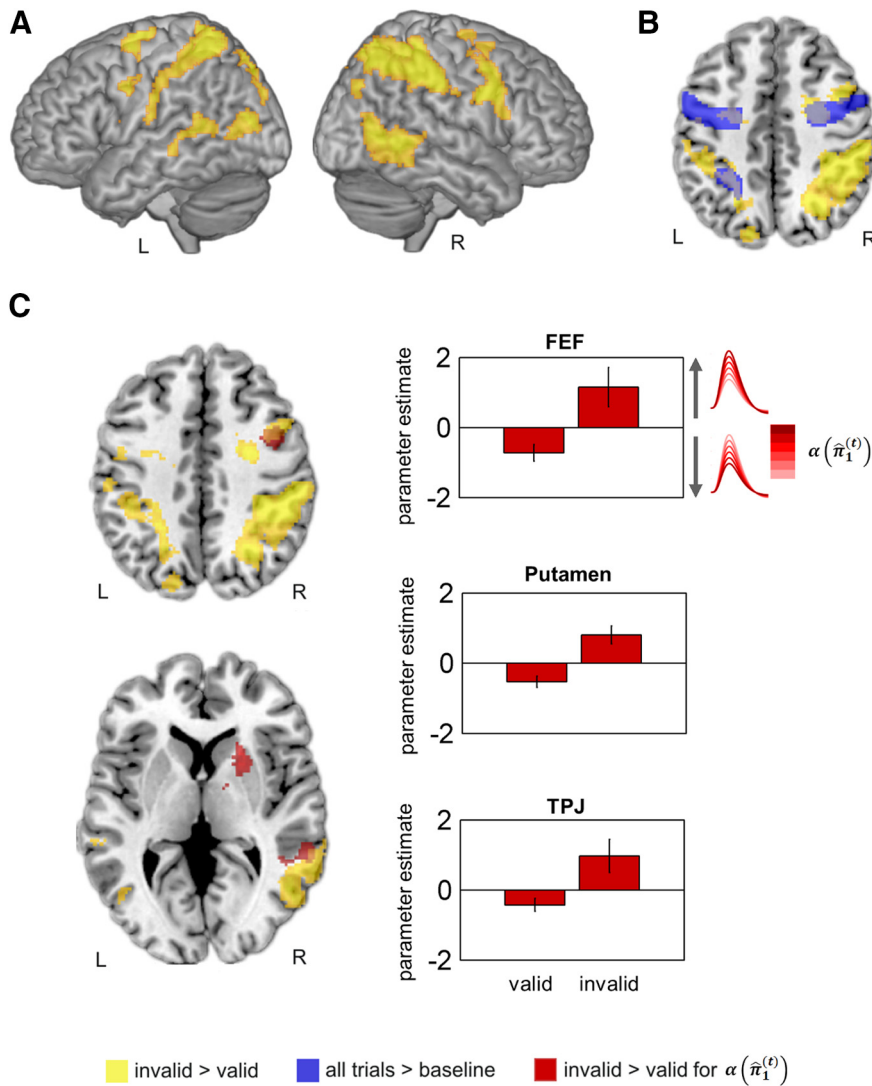 A
B
L
R
L
R
C
FEF
parameter estimate
2
0
-2
α(π̂₁⁽ᵗ⁾)
L
R
Putamen
parameter estimate
2
0
-2
TPJ
parameter estimate
2
0
-2
valid invalid
L
R
invalid > valid all trials > baseline invalid > valid for α(π̂₁⁽ᵗ⁾)